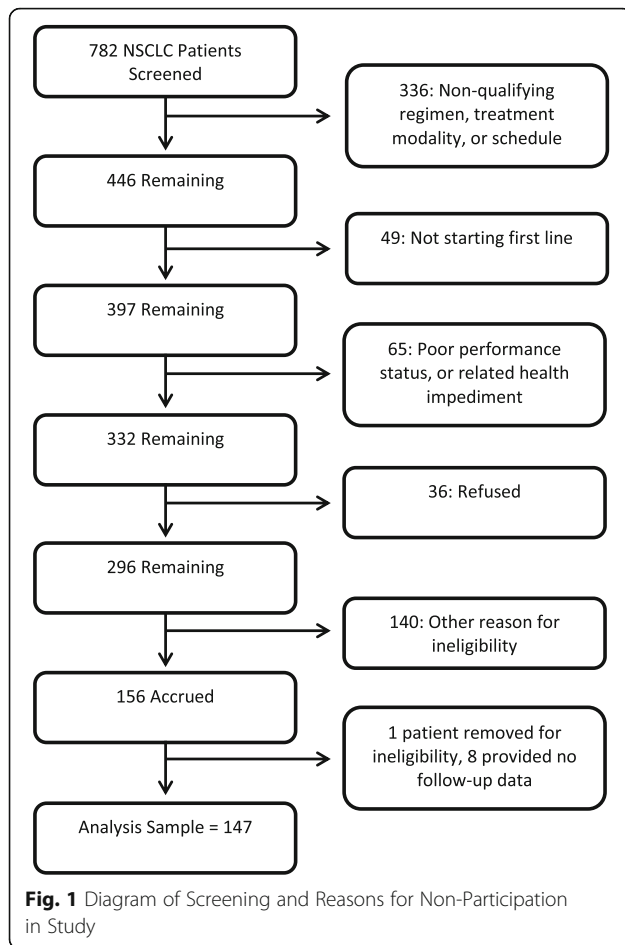 782 NSCLC Patients
Screened
336: Non-qualifying
regimen, treatment
modality, or schedule
446 Remaining
49: Not starting first line
397 Remaining
65: Poor performance
status, or related health
impediment
332 Remaining
36: Refused
296 Remaining
140: Other reason for
ineligibility
156 Accrued
1 patient removed for
ineligibility, 8 provided no
follow-up data
Analysis Sample = 147
Fig. 1 Diagram of Screening and Reasons for Non-Participation
in Study